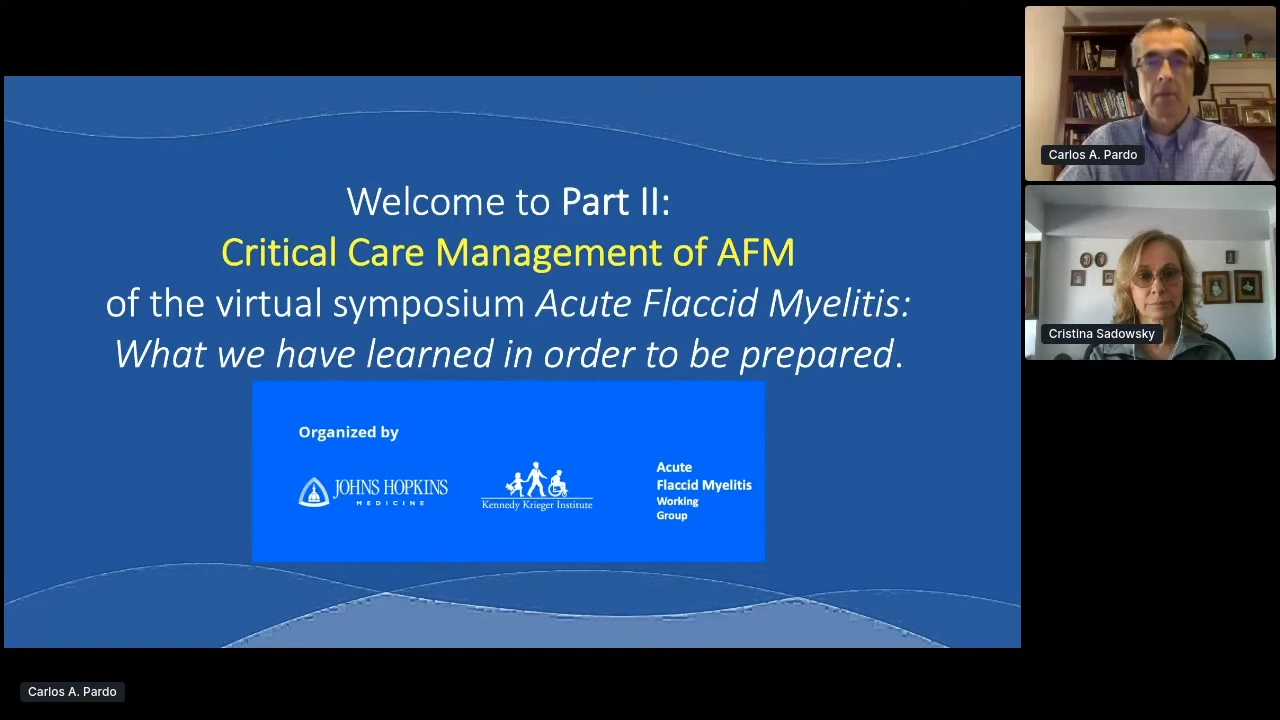 Welcome to Part II:
Critical Care Management of AFM
of the virtual symposium Acute Flaccid Myelitis:
What we have learned in order to be prepared.
Organized by
JOHNS HOPKINS
MEDICINE
Kennedy Krieger Institute
Acute
Flaccid Myelitis
Working
Group
Carlos A. Pardo
Cristina Sadowsky
Carlos A. Pardo